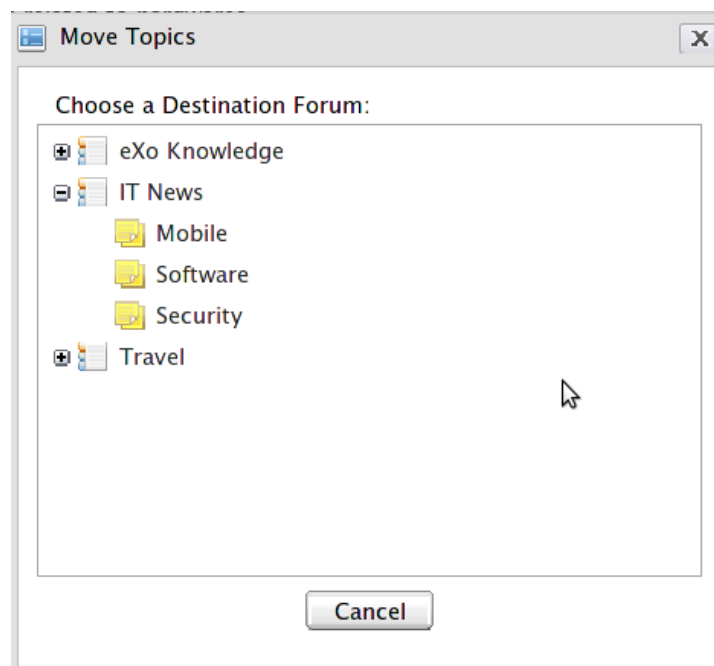 Move Topics
X
Choose a Destination Forum:
eXo Knowledge
IT News
Mobile
Software
Security
Travel
Cancel